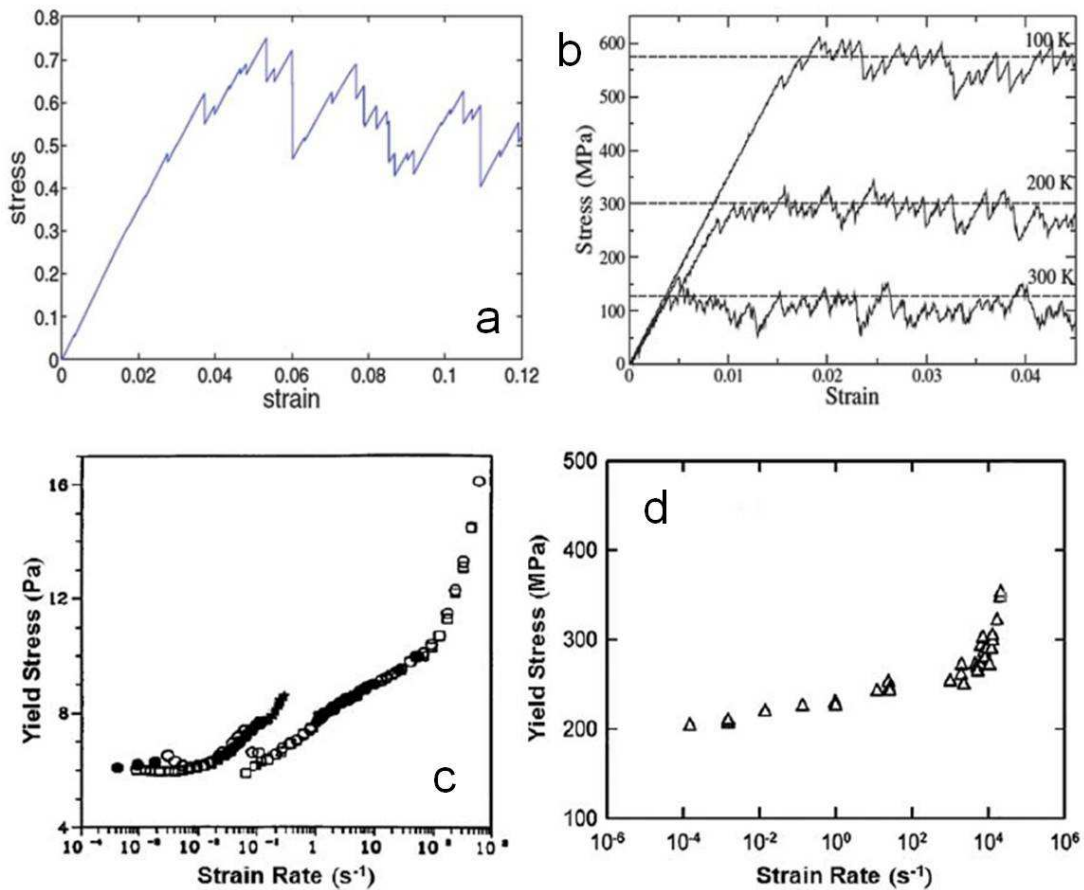 0.8
0.7
0.6
0.5
0.4
0.3
0.2
0.1
0
stress
a
0 0.02 0.04 0.06 0.08 0.10 0.12
strain
b
600
500
400
300
200
100
0
Stress (MPa)
100 K
200 K
300 K
0 0.01 0.02 0.03 0.04
Strain
16
12
8
4
Yield Stress (Pa)
c
1
Strain Rate (s⁻¹)
500
400
300
200
100
Yield Stress (MPa)
d
10⁻⁶ 10⁻⁴ 10⁻² 10⁰ 10² 10⁴ 10⁶
Strain Rate (s⁻¹)